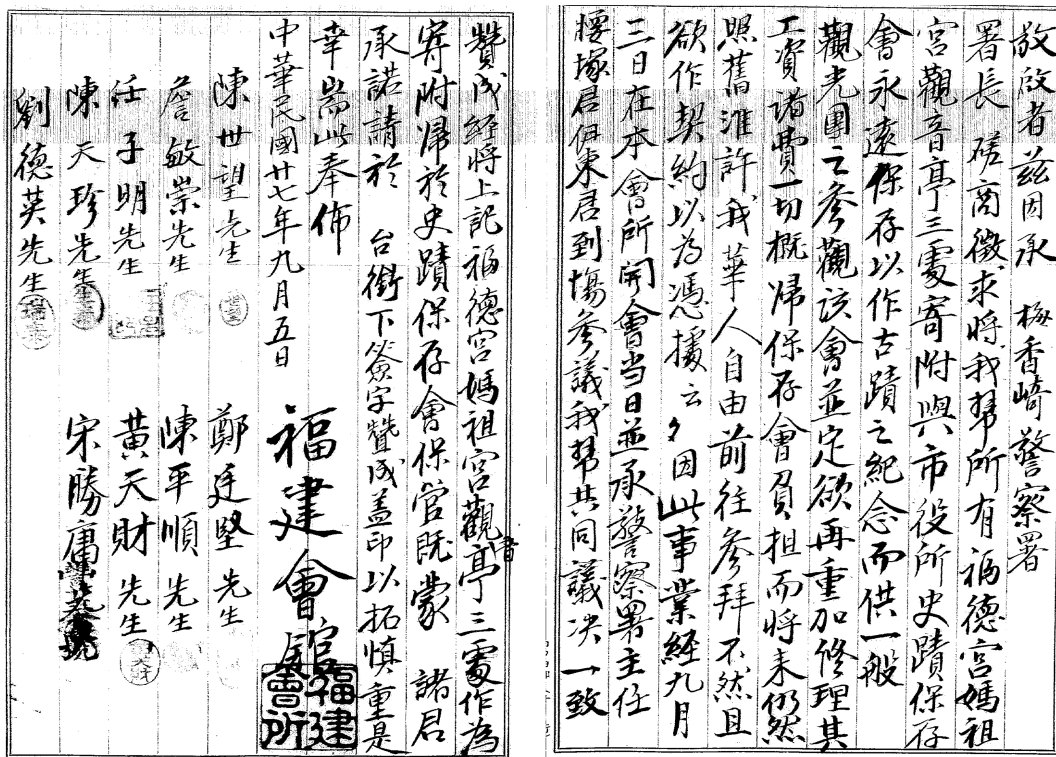 敬啟者茲因承　極香崎警察署
署長　磋商徵求將我幫所有福德宮媽祖
宮觀音亭三處寄附與市役所史蹟保存
會永遠保存以作古蹟之紀念而供一般
觀光團之參觀該會並定欲再重加修理其
工資諸費一切概歸保存會負担而將未仍然
照舊准許我華人自由前往參拜不然且
欲作契約以為憑據云々因此事業經九月
三日在本會所開會当日並承警察署主任
塚君俱東居到場參議我幫共同議决一致
贊成經將上記福德宮媽祖宮觀音亭三處作為
寄附歸於史蹟保存會保管既蒙　諸君
承諾請於　台銜下簽字贊成盖印以拓慎重是
幸耑此奉佈
中華民國廿七年九月五日
福建會館
福建會所
陳世望先生
詹敏崇先生
任子明先生
陳天珍先生
劉德英先生
鄭廷堅先生
陳平順先生
黃天財先生
宋勝庸